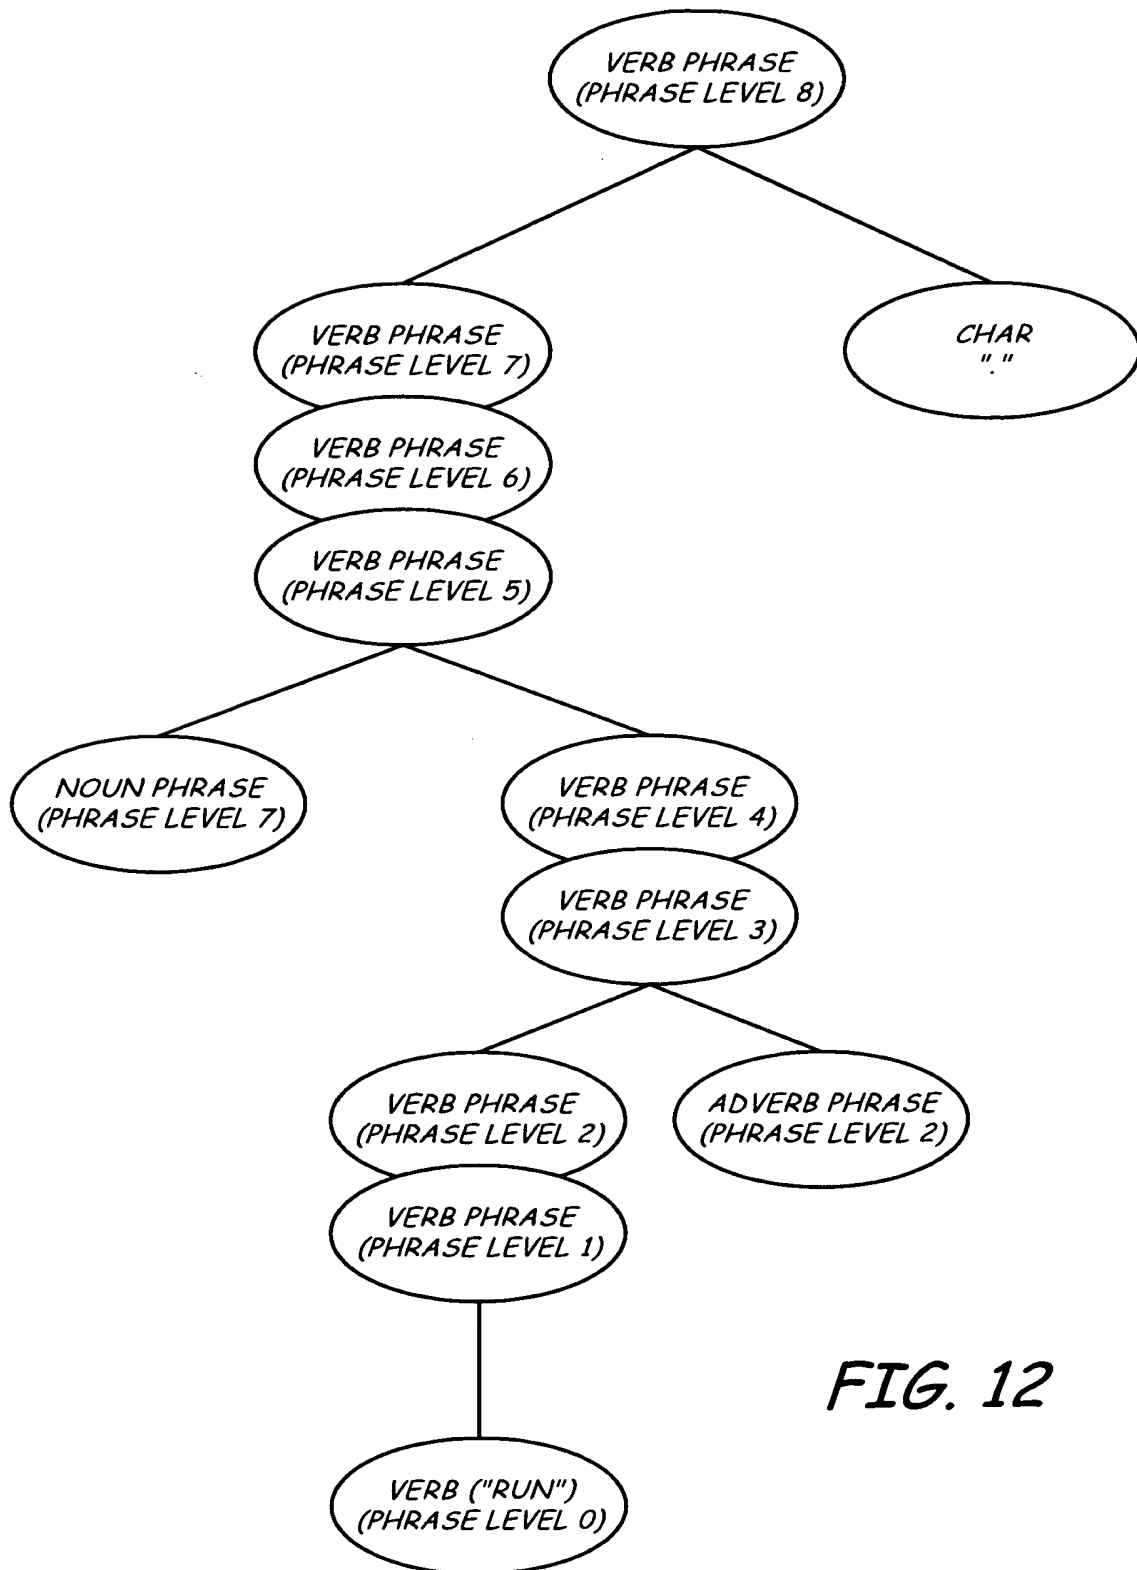 VERB PHRASE
(PHRASE LEVEL 8)
VERB PHRASE
(PHRASE LEVEL 7)
CHAR
"."
VERB PHRASE
(PHRASE LEVEL 6)
VERB PHRASE
(PHRASE LEVEL 5)
NOUN PHRASE
(PHRASE LEVEL 7)
VERB PHRASE
(PHRASE LEVEL 4)
VERB PHRASE
(PHRASE LEVEL 3)
VERB PHRASE
(PHRASE LEVEL 2)
ADVERB PHRASE
(PHRASE LEVEL 2)
VERB PHRASE
(PHRASE LEVEL 1)
FIG. 12
VERB ("RUN")
(PHRASE LEVEL 0)